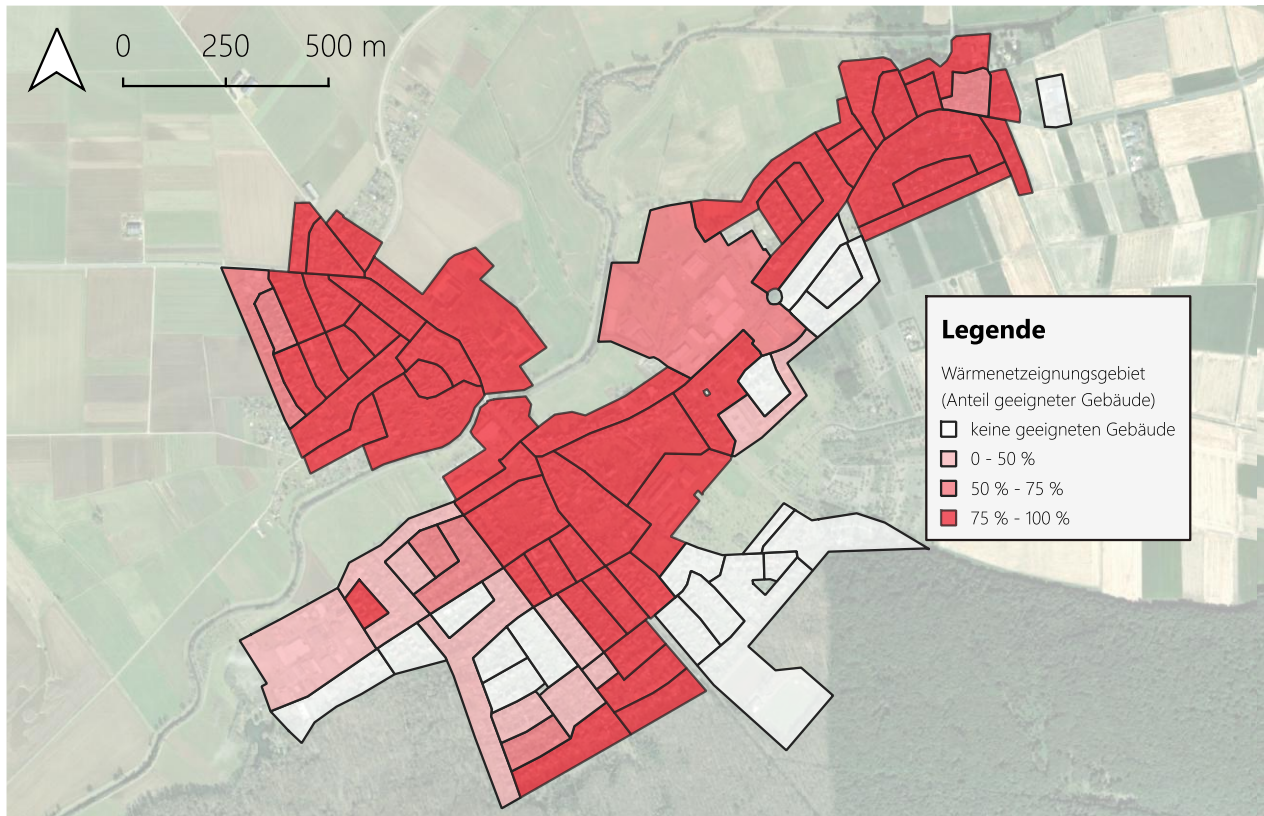 0 250 500 m
Legende
Wärmenetzeignungsgebiet
(Anteil geeigneter Gebäude)
keine geeigneten Gebäude
0 - 50 %
50 % - 75 %
75 % - 100 %